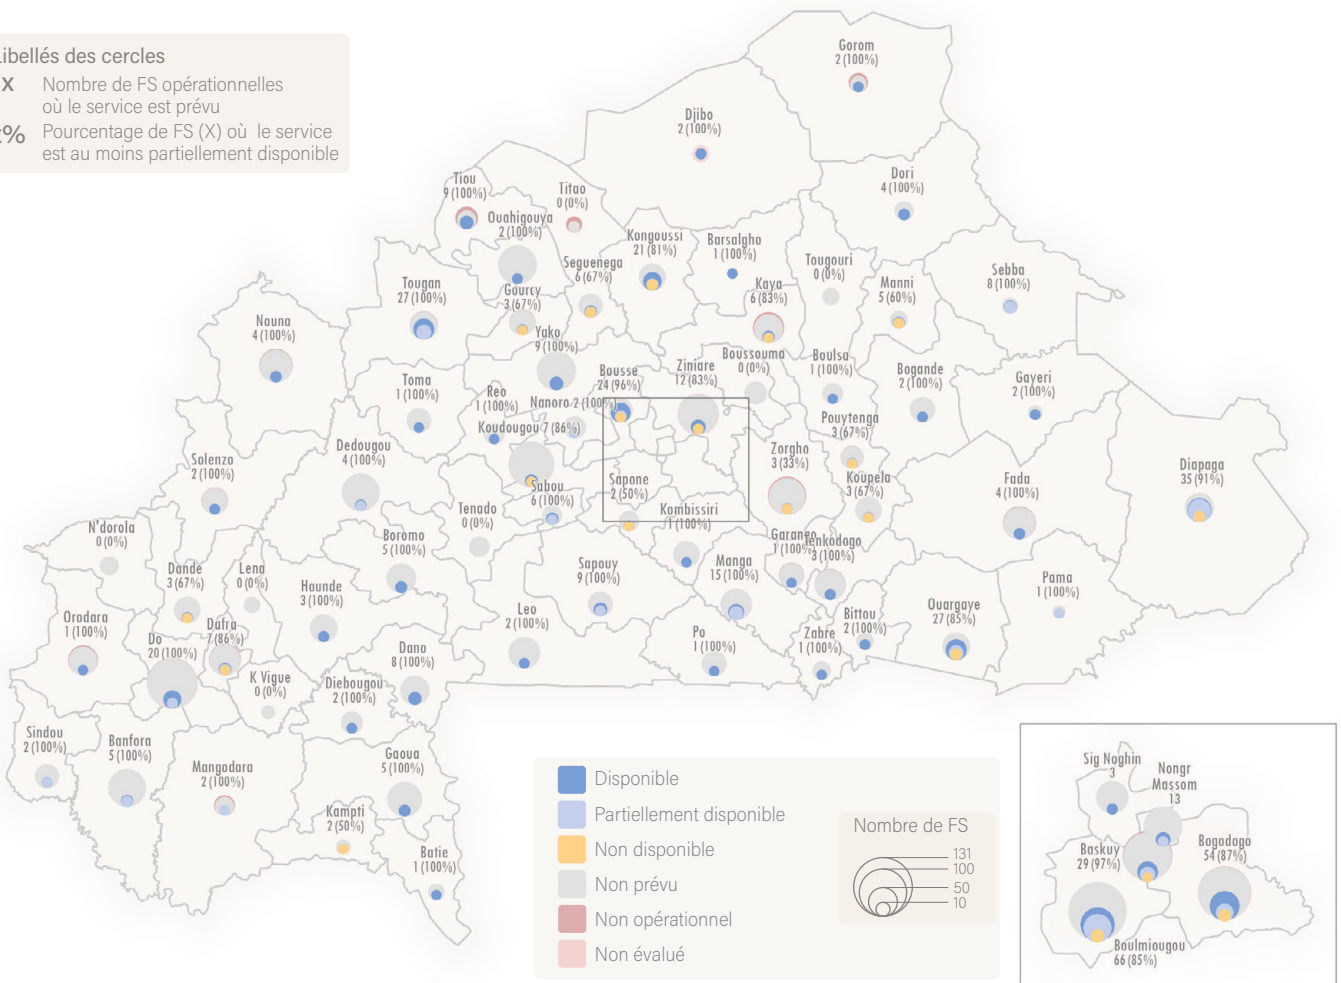 Libellés des cercles
X Nombre de FS opérationnelles
où le service est prévu
% Pourcentage de FS (X) où le service
est au moins partiellement disponible
Gorom
2 (100%)
Djibo
2 (100%)
Dori
4 (100%)
Tiou
9 (100%)
Titao
0 (0%)
Ouahigouya
2 (100%)
Kongoussi
21 (81%)
Barsalgho
1 (100%)
Tougouri
0 (0%)
Sebba
8 (100%)
Seguenega
6 (67%)
Kaya
6 (83%)
Manni
5 (60%)
Tougan
27 (100%)
Gourcy
3 (67%)
Nouna
4 (100%)
Yako
9 (100%)
Bousse
24 (96%)
Ziniare
12 (83%)
Boussouma
0 (0%)
Boulsa
1 (100%)
Bogande
2 (100%)
Gayeri
2 (100%)
Toma
1 (100%)
Reo
1 (100%)
Nanoro 2 (100%)
Koudougou 7 (86%)
Pouytenga
3 (67%)
Dedougou
4 (100%)
Zorgho
3 (33%)
Solenzo
2 (100%)
Diapaga
35 (91%)
Sabou
6 (100%)
Sapone
2 (50%)
Koupela
3 (67%)
Fada
4 (100%)
Tenado
0 (0%)
Kombissiri
1 (100%)
N'dorola
0 (0%)
Boromo
5 (100%)
Garango
1 (100%)
Tenkodogo
3 (100%)
Dande
3 (67%)
Lena
0 (0%)
Hounde
3 (100%)
Sapouy
9 (100%)
Manga
15 (100%)
Pama
1 (100%)
Orodara
1 (100%)
Do
20 (100%)
Dafra
7 (86%)
Leo
2 (100%)
Bittou
2 (100%)
Ouargaye
27 (85%)
Po
1 (100%)
Zabre
1 (100%)
Dano
8 (100%)
K Vigue
0 (0%)
Diebougou
2 (100%)
Sindou
2 (100%)
Banfora
5 (100%)
Mangodara
2 (100%)
Gaoua
5 (100%)
Kampti
2 (50%)
Batie
1 (100%)
Disponible
Partiellement disponible
Non disponible
Non prévu
Non opérationnel
Non évalué
Nombre de FS
131
100
50
10
Sig Noghin
3
Nongr
Massom
13
Baskuy
29 (97%)
Bogodogo
54 (87%)
Boulmiougou
66 (85%)